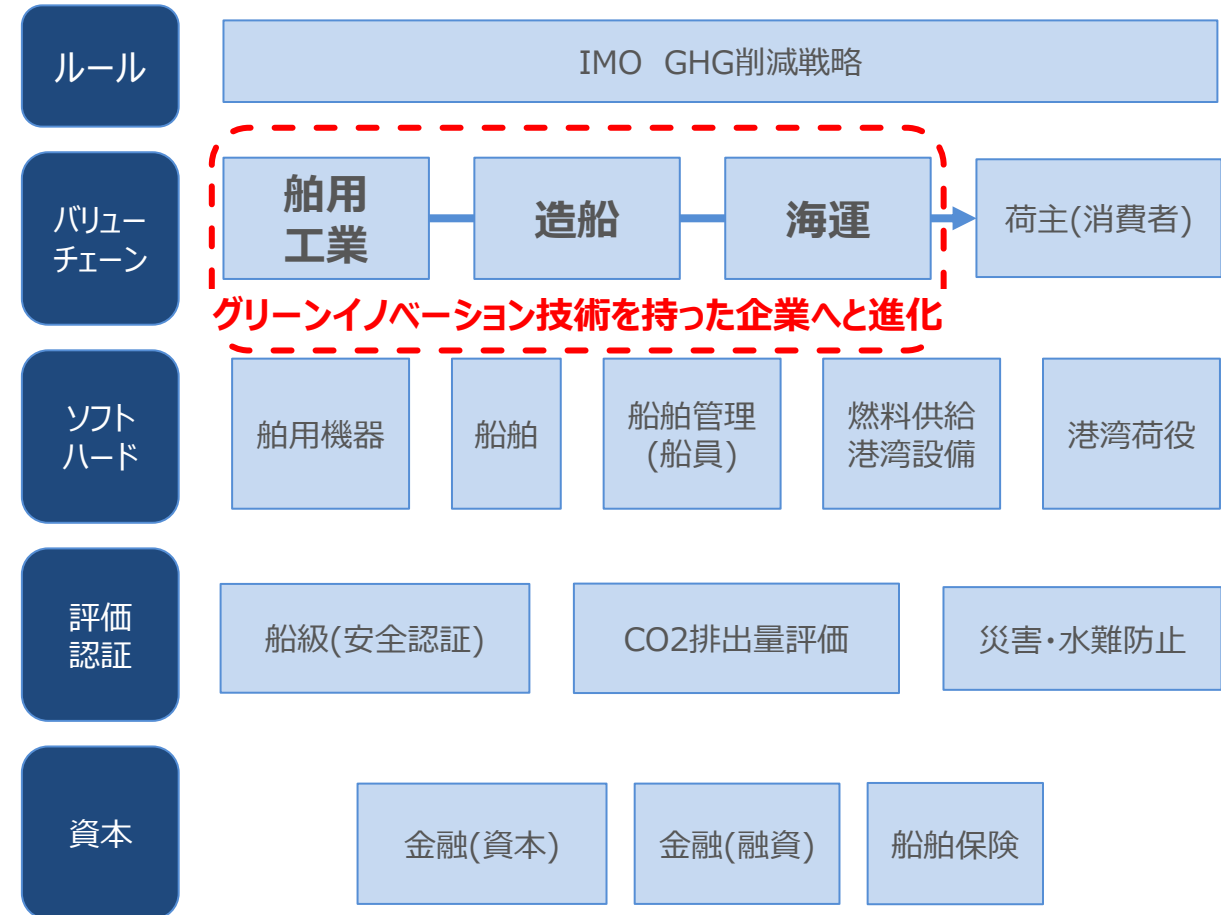 ルール
IMO GHG削減戦略
バリュー
チェーン
舶用
工業
造船
海運
荷主(消費者)
グリーンイノベーション技術を持った企業へと進化
ソフト
ハード
舶用機器
船舶
船舶管理
(船員)
燃料供給
港湾設備
港湾荷役
評価
認証
船級(安全認証)
CO2排出量評価
災害・水難防止
資本
金融(資本)
金融(融資)
船舶保険